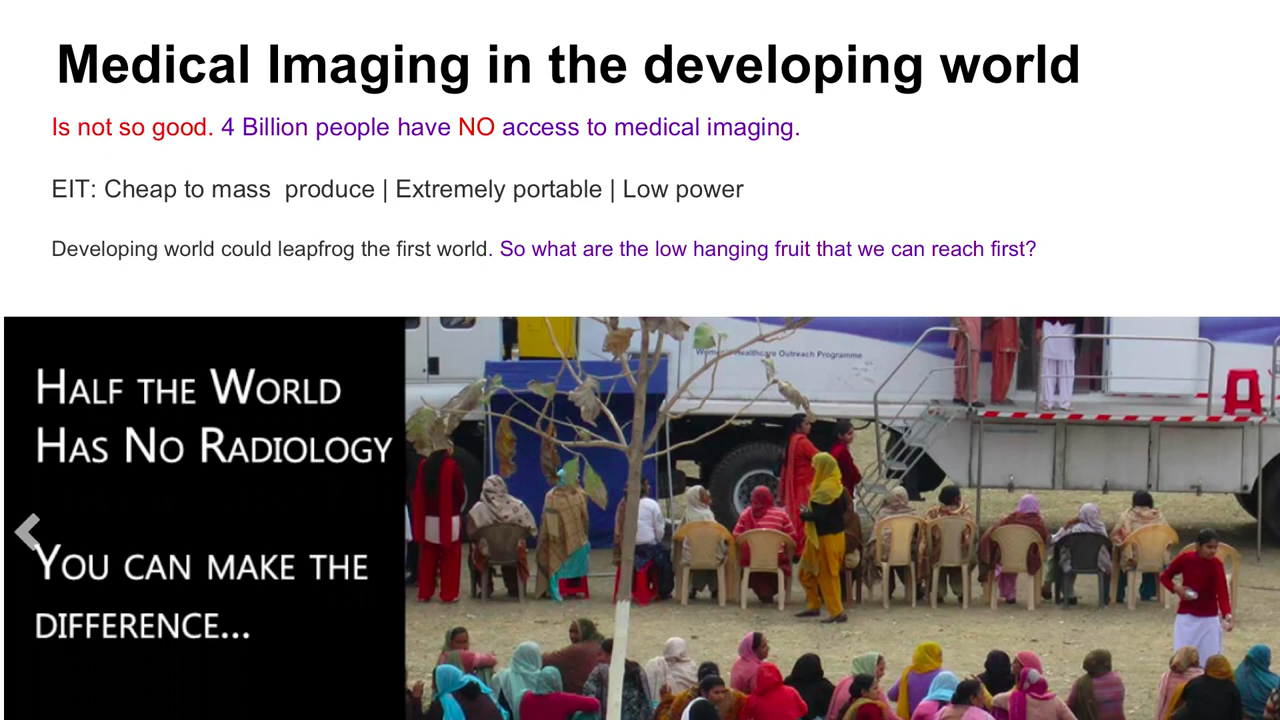 Medical Imaging in the developing world
Is not so good. 4 Billion people have NO access to medical imaging.
EIT: Cheap to mass  produce | Extremely portable | Low power
Developing world could leapfrog the first world. So what are the low hanging fruit that we can reach first?
Women's Healthcare Outreach Programme
HALF THE WORLD
HAS NO RADIOLOGY
YOU CAN MAKE THE
DIFFERENCE...